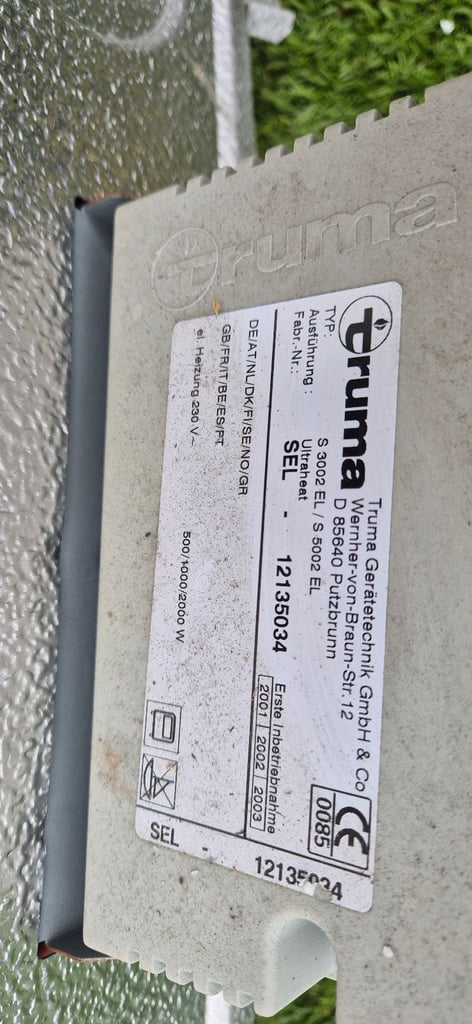 truma
truma
Truma Gerätetechnik GmbH & Co
Wernher-von-Braun-Str. 12
D 85640 Putzbrunn
TYP: S 3002 EL / S 5002 EL
Ausführung: Ultraheat
Fabr.-Nr.: SEL - 12135034
Erste Inbetriebnahme
2001 2002 2003
CE
0085
DE/AT/NL/DK/FI/SE/NO/GR
GB/FR/IT/BE/ES/PT
el. Heizung 230 V ~ 500/1000/2000 W
SEL - 12135034